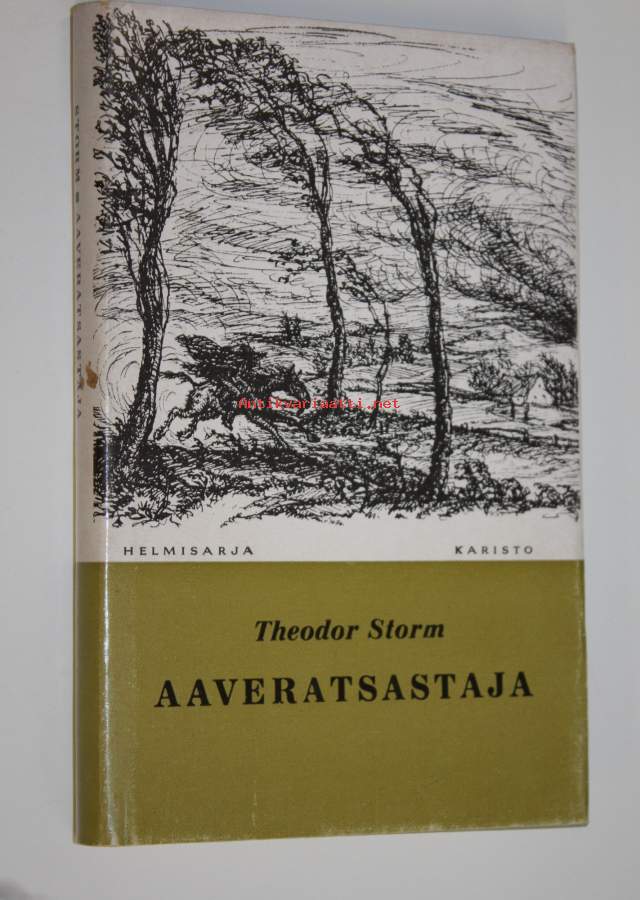 STORM AAVERATSASTAJA
Antikvariaatti.net
HELMISARJA KARISTO
Theodor Storm
AAVERATSASTAJA